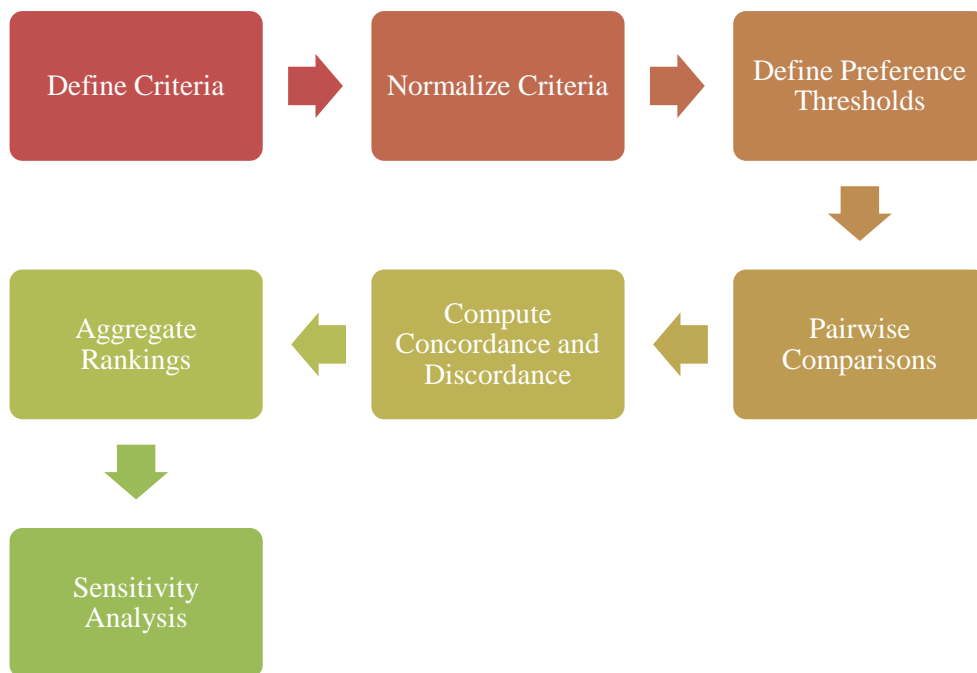 Define Criteria
Normalize Criteria
Define Preference
Thresholds
Pairwise
Comparisons
Compute
Concordance and
Discordance
Aggregate
Rankings
Sensitivity
Analysis